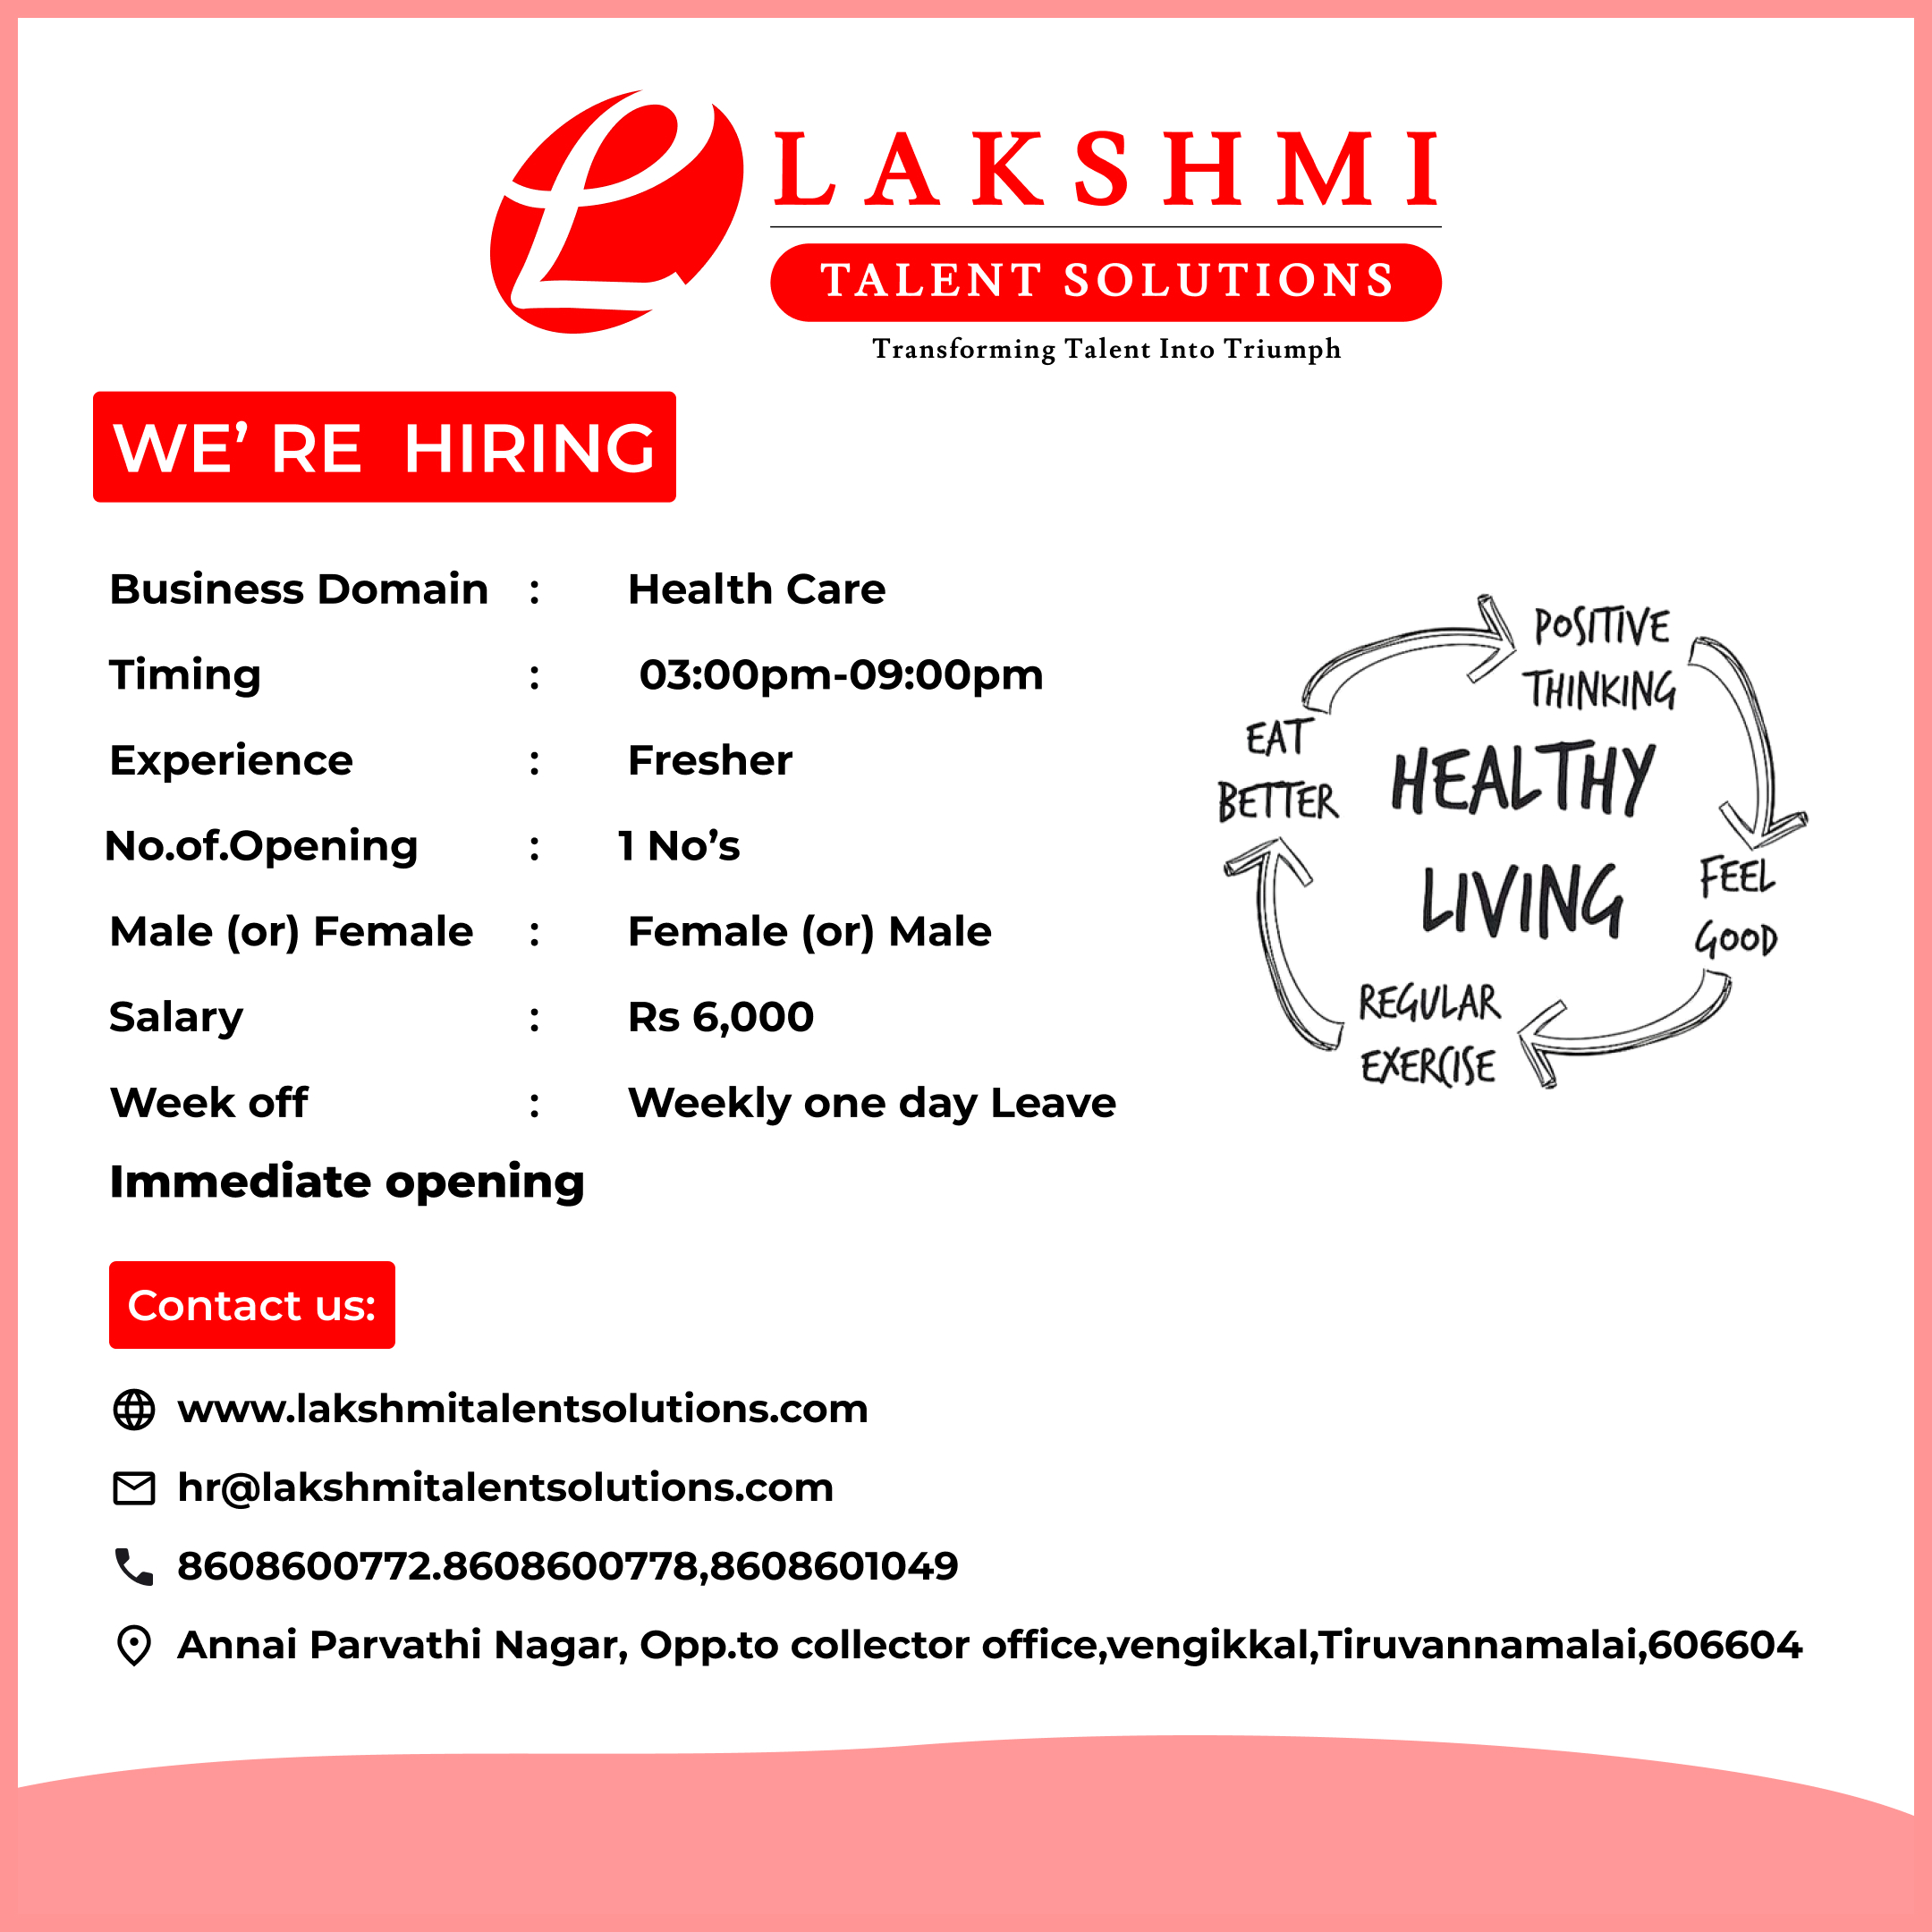 LAKSHMI
TALENT SOLUTIONS
Transforming Talent Into Triumph
WE’ RE HIRING
Business Domain : Health Care
Timing : 03:00pm-09:00pm
Experience : Fresher
No.of.Opening : 1 No’s
Male (or) Female : Female (or) Male
Salary : Rs 6,000
Week off : Weekly one day Leave
Immediate opening
POSITIVE
THINKING
EAT
BETTER
HEALTHY
LIVING
FEEL
GOOD
REGULAR
EXERCISE
Contact us:
www.lakshmitalentsolutions.com
hr@lakshmitalentsolutions.com
8608600772.8608600778,8608601049
Annai Parvathi Nagar, Opp.to collector office,vengikkal,Tiruvannamalai,606604